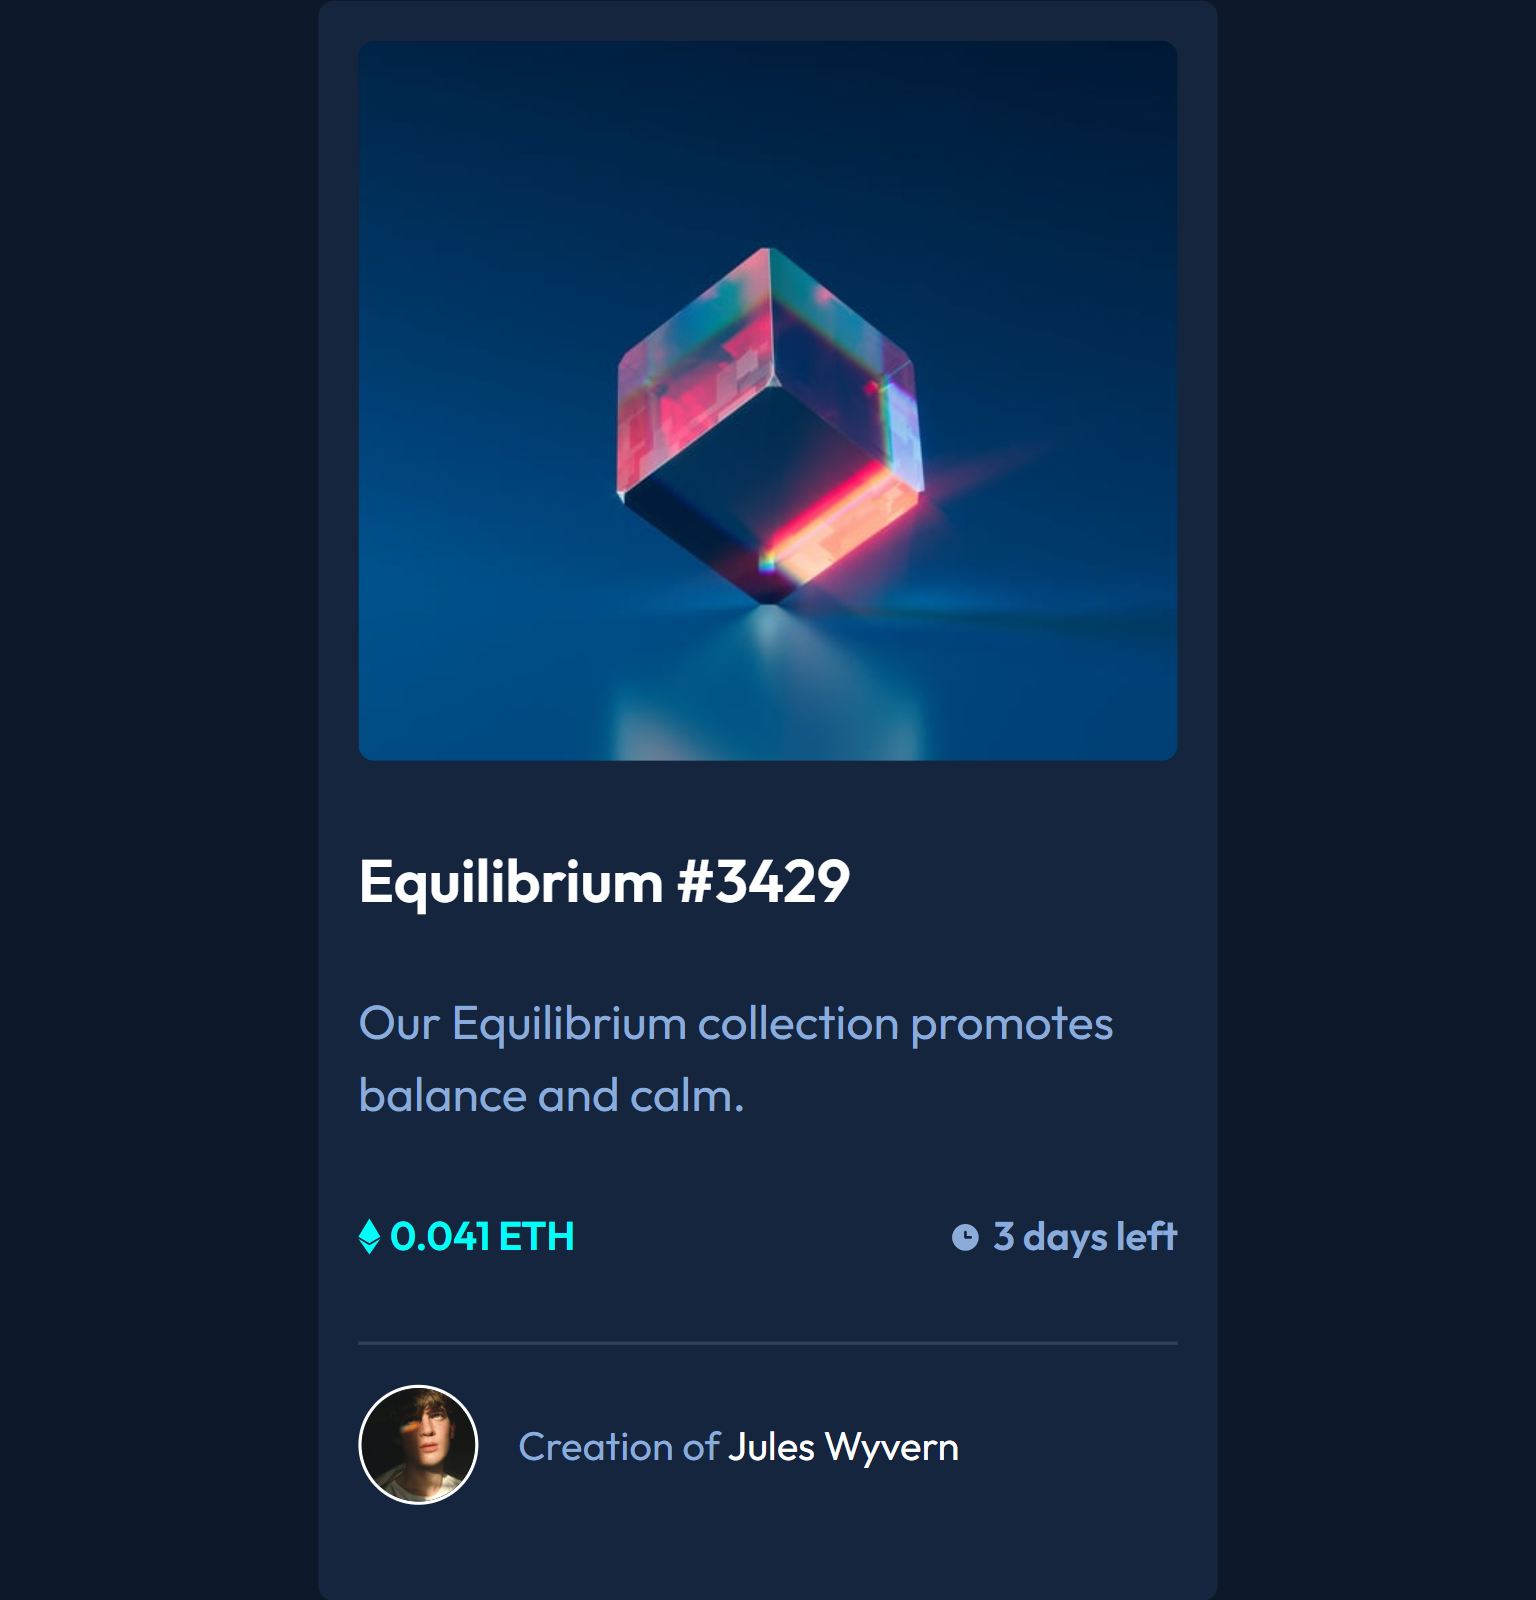 Equilibrium #3429
Our Equilibrium collection promotes
balance and calm.
0.041 ETH
3 days left
Creation of Jules Wyvern